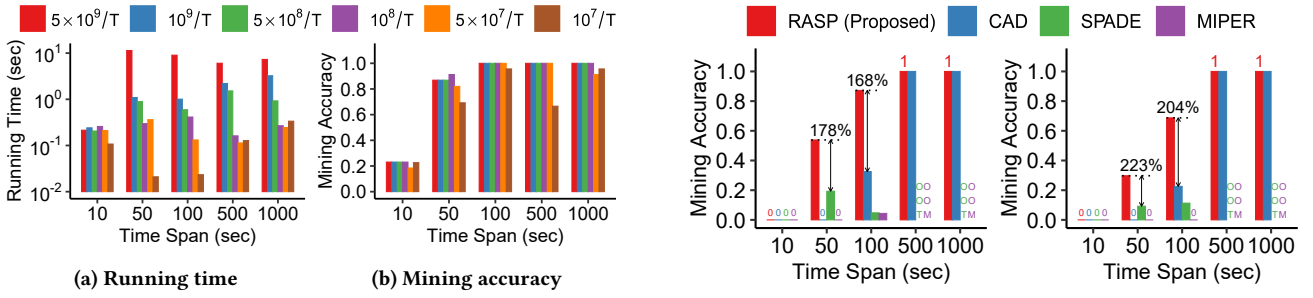 5×10⁹/T 10⁹/T 5×10⁸/T 10⁸/T 5×10⁷/T 10⁷/T
Running Time (sec)
10¹
10⁰
10⁻¹
10⁻²
10 50 100 500 1000
Time Span (sec)
(a) Running time
Mining Accuracy
1.0
0.8
0.6
0.4
0.2
0.0
10 50 100 500 1000
Time Span (sec)
(b) Mining accuracy
RASP (Proposed) CAD SPADE MIPER
Mining Accuracy
1.0
0.8
0.6
0.4
0.2
0.0
1 1
168%
178%
OO OO
OO OO
0 0 0 0 0 0 TM TM
10 50 100 500 1000
Time Span (sec)
Mining Accuracy
1.0
0.8
0.6
0.4
0.2
0.0
1 1
204%
223%
OO OO
OO OO
0 0 0 0 0 0 TM TM
10 50 100 500 1000
Time Span (sec)